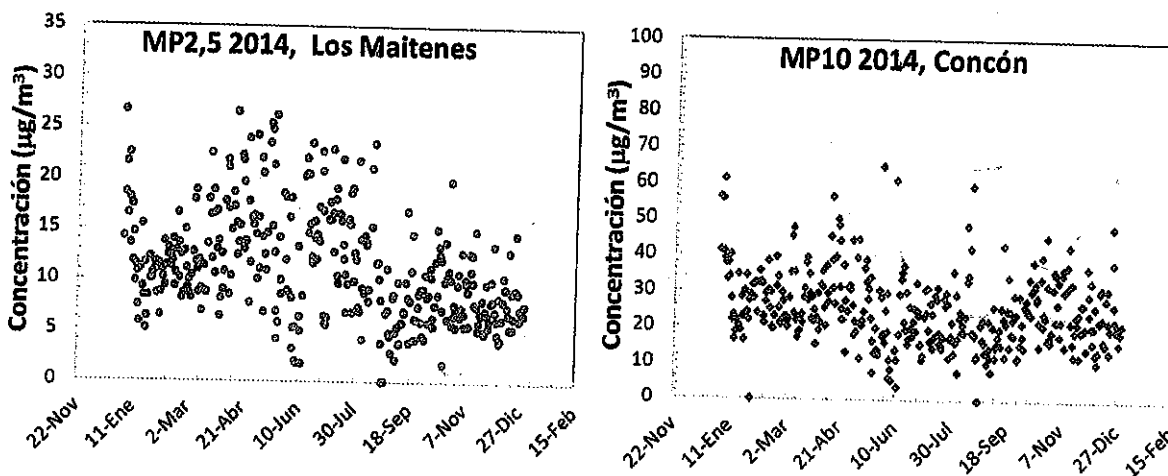 MP2,5 2014, Los Maitenes
Concentración (µg/m³)
35
30
25
20
15
10
5
0
22-Nov
11-Ene
2-Mar
21-Abr
10-Jun
30-Jul
18-Sep
7-Nov
27-Dic
15-Feb
MP10 2014, Concón
Concentración (µg/m³)
100
90
80
70
60
50
40
30
20
10
0
22-Nov
11-Ene
2-Mar
21-Abr
10-Jun
30-Jul
18-Sep
7-Nov
27-Dic
15-Feb